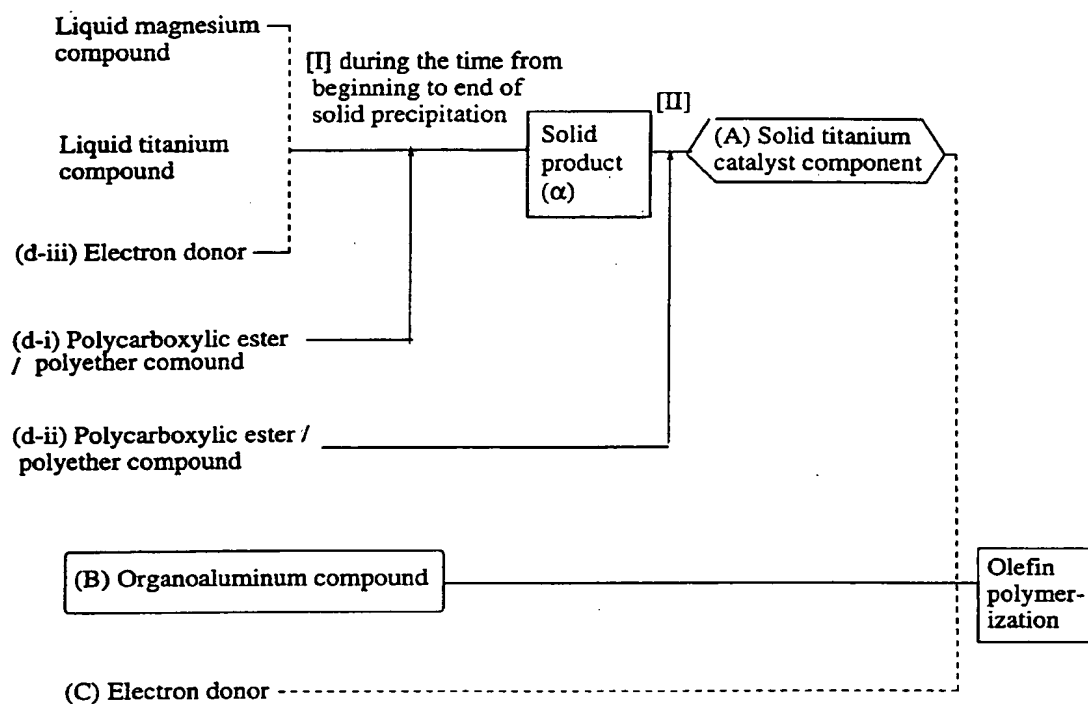 Liquid magnesium
compound
[I] during the time from
beginning to end of
solid precipitation
[II]
Liquid titanium
compound
Solid
product
(α)
(A) Solid titanium
catalyst component
(d-iii) Electron donor
(d-i) Polycarboxylic ester
/ polyether comound
(d-ii) Polycarboxylic ester /
polyether compound
(B) Organoaluminum compound
Olefin
polymer-
ization
(C) Electron donor